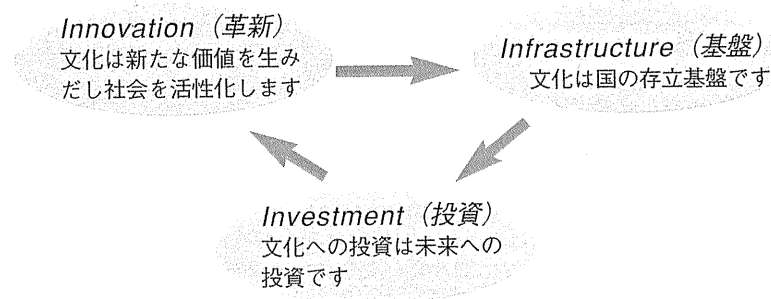 Innovation（革新）
文化は新たな価値を生み
だし社会を活性化します
Infrastructure（基盤）
文化は国の存立基盤です
Investment（投資）
文化への投資は未来への
投資です